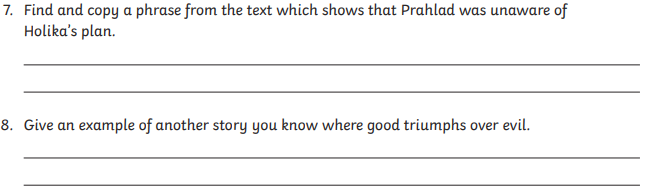 7. Find and copy a phrase from the text which shows that Prahlad was unaware of
Holika's plan.
8. Give an example of another story you know where good triumphs over evil.